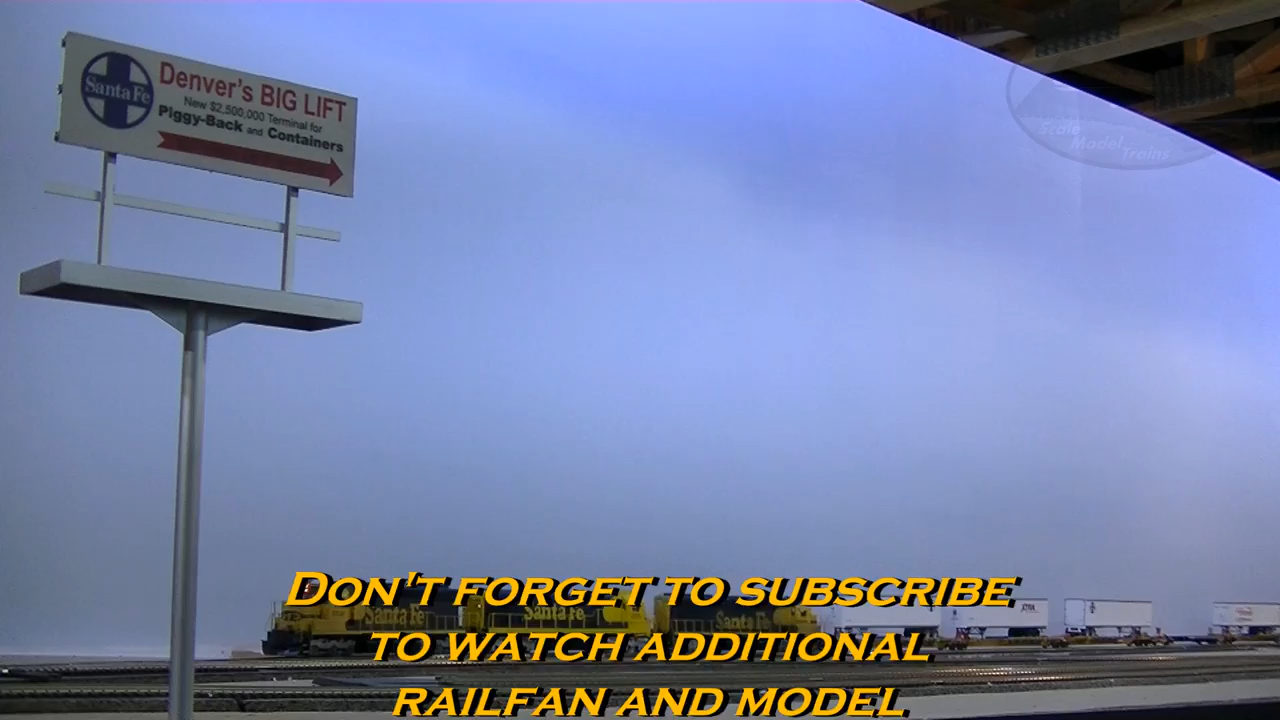 Santa Fe
Denver's BIG LIFT
New $2,500,000 Terminal for
Piggy-Back and Containers
Scale
Model
Trains
Santa Fe
Santa Fe
Santa Fe
DON'T FORGET TO SUBSCRIBE
TO WATCH ADDITIONAL
RAILFAN AND MODEL